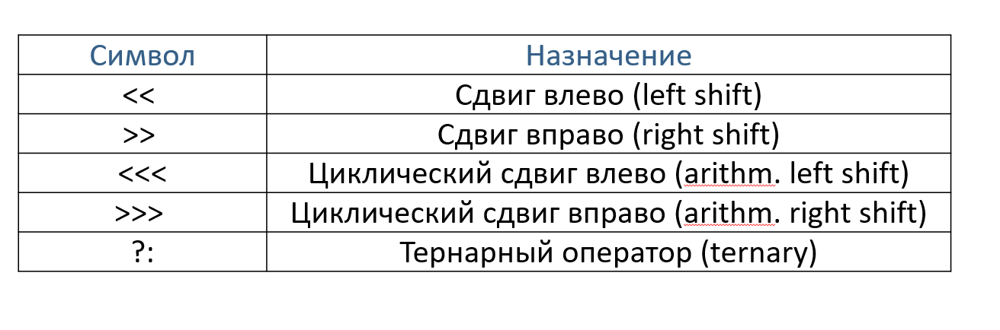 Символ Назначение
<< Сдвиг влево (left shift)
>> Сдвиг вправо (right shift)
<<< Циклический сдвиг влево (arithm. left shift)
>>> Циклический сдвиг вправо (arithm. right shift)
?: Тернарный оператор (ternary)